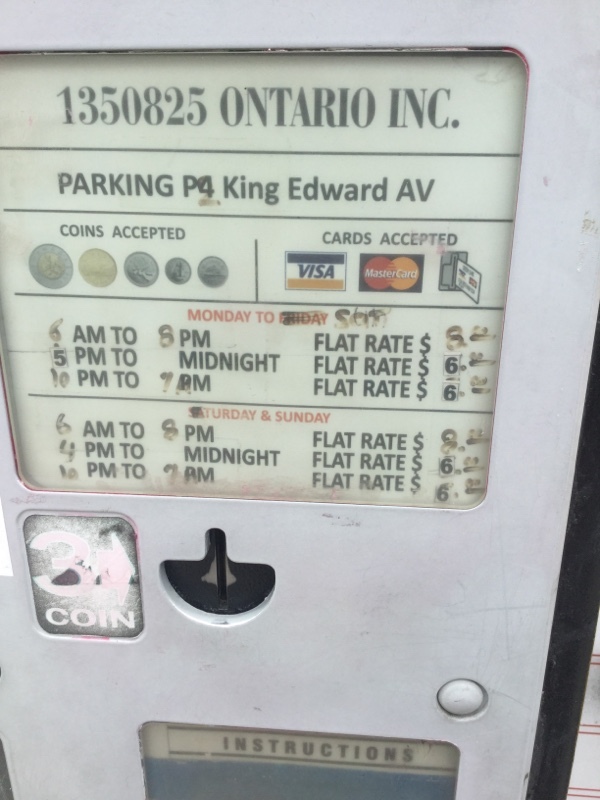 1350825 ONTARIO INC.
PARKING P4 King Edward AV
COINS ACCEPTED
CARDS ACCEPTED
VISA MasterCard
MONDAY TO
6 AM TO 8 PM FLAT RATE $ 8.
5 PM TO MIDNIGHT FLAT RATE $ 6.
10 PM TO 7 AM FLAT RATE $ 6.
SATURDAY & SUNDAY
6 AM TO 8 PM FLAT RATE $ 8.
4 PM TO MIDNIGHT FLAT RATE $ 6.
10 PM TO 7 AM FLAT RATE $ 6.
3
COIN
INSTRUCTIONS